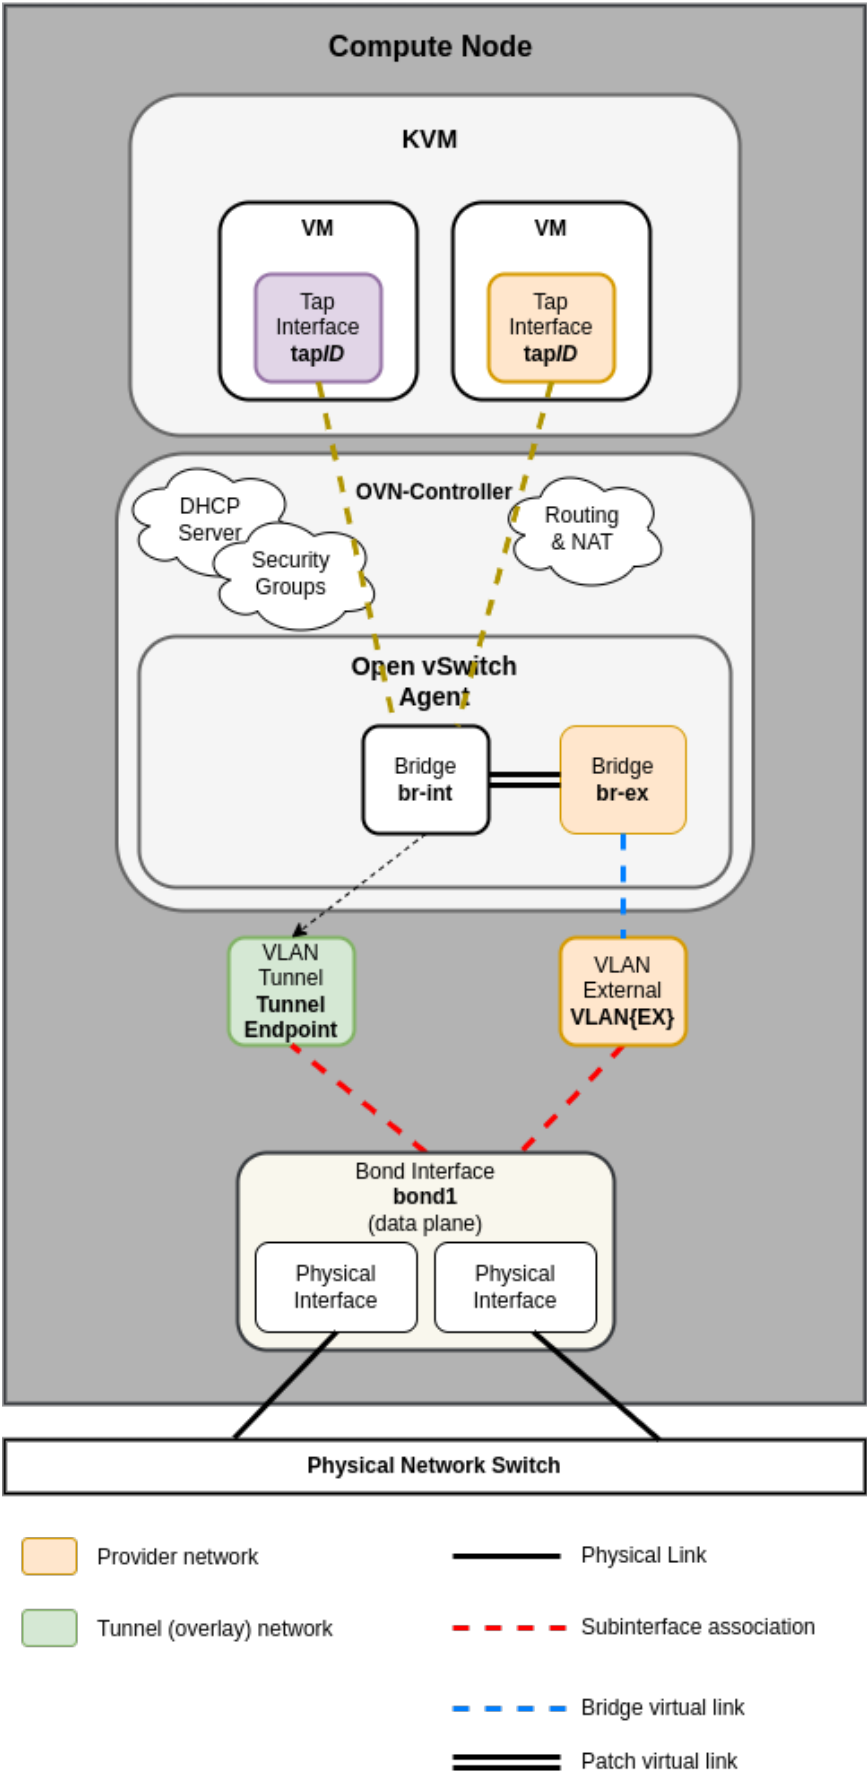 Compute Node
KVM
VM
VM
Tap
Interface
tapID
Tap
Interface
tapID
OVN-Controller
DHCP
Server
Security
Groups
Routing
& NAT
Open vSwitch
Agent
Bridge
br-int
Bridge
br-ex
VLAN
Tunnel
Tunnel
Endpoint
VLAN
External
VLAN{EX}
Bond Interface
bond1
(data plane)
Physical
Interface
Physical
Interface
Physical Network Switch
Provider network
Physical Link
Tunnel (overlay) network
Subinterface association
Bridge virtual link
Patch virtual link